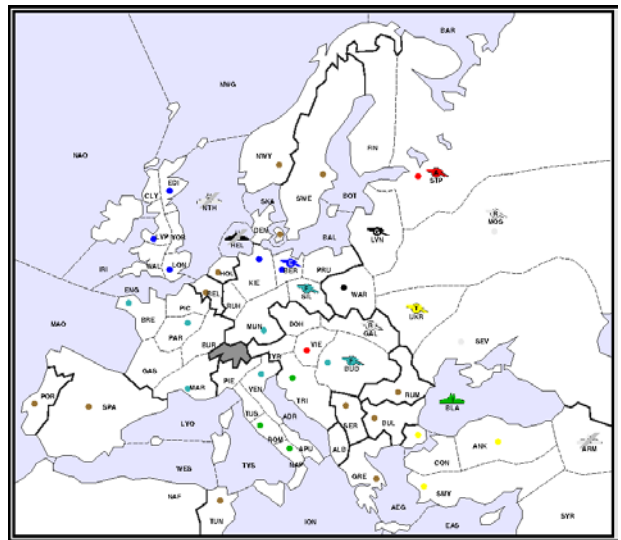 BAR
NWG
NAO
FIN
NWY
STP
EDI
CLY
SWE
BOT
NTH
MOS
SKA
LVP
YOR
DEN
LVN
HEL
BAL
IRI
WAL
LON
HOL
KIE
BER
PRU
WAR
ENG
BEL
RUH
SIL
UKR
PIC
BRE
MUN
BOH
GAL
MAO
PAR
SEV
BUR
VIE
TYR
BUD
GAS
PIE
VEN
TRI
MAR
RUM
POR
SPA
LYO
TUS
ADR
SER
BUL
BLA
ROM
ANK
APU
ALB
CON
ARM
WES
TYS
NAP
GRE
SMY
NAF
TUN
ION
AEG
EAS
SYR